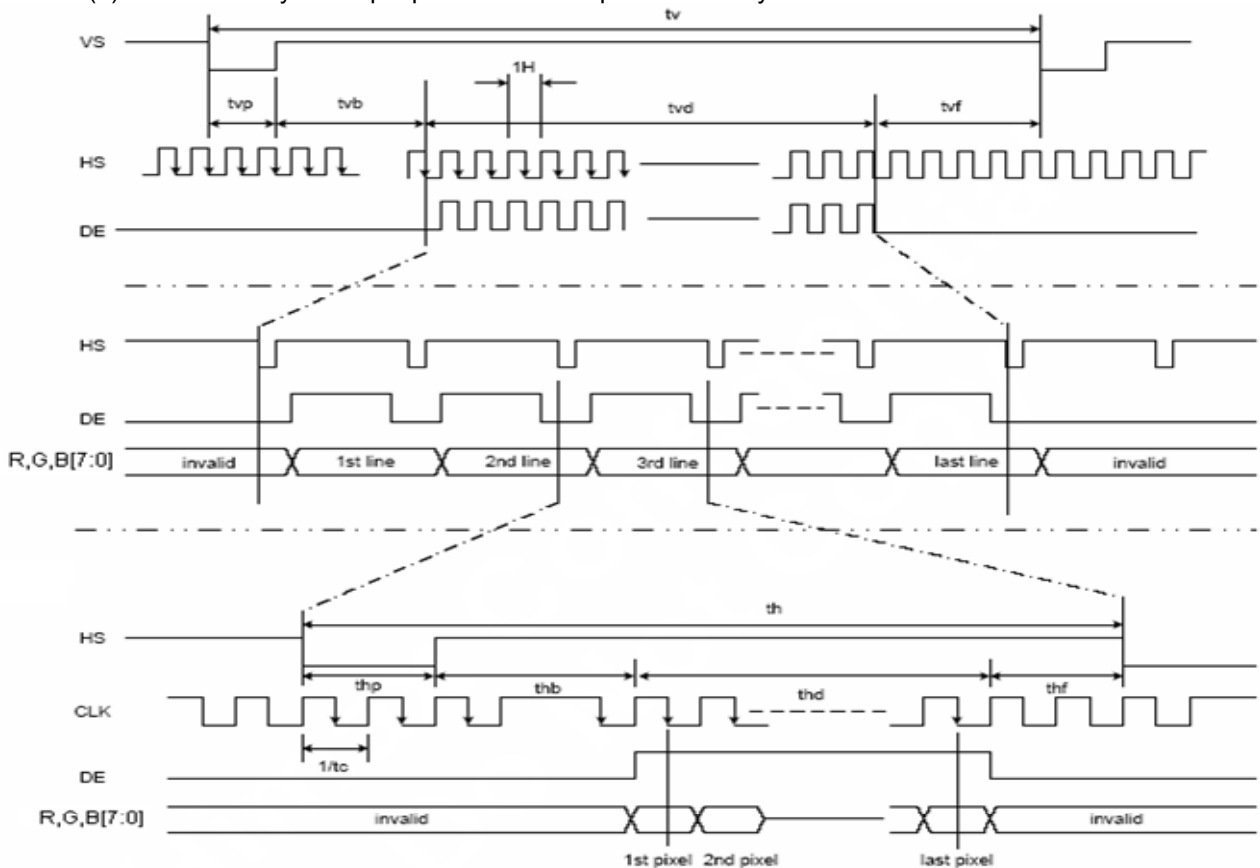 tv
VS
1H
tvp
tvb
tvd
tvf
HS
DE
HS
DE
R,G,B[7:0]
invalid
1st line
2nd line
3rd line
last line
invalid
th
HS
thp
thb
thd
thf
CLK
1/tc
DE
R,G,B[7:0]
invalid
invalid
1st pixel
2nd pixel
last pixel